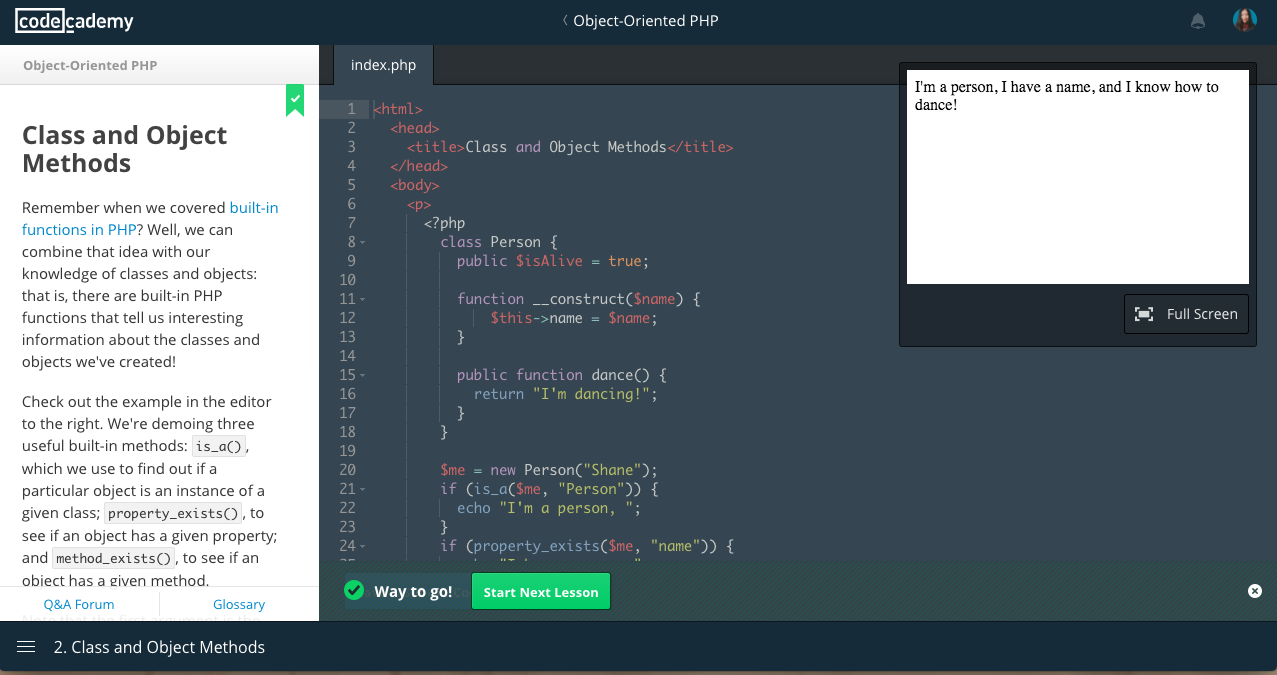 codecademy
Object-Oriented PHP
Object-Oriented PHP
Class and Object
Methods
Remember when we covered built-in
functions in PHP? Well, we can
combine that idea with our
knowledge of classes and objects:
that is, there are built-in PHP
functions that tell us interesting
information about the classes and
objects we've created!
Check out the example in the editor
to the right. We're demoing three
useful built-in methods: is_a(),
which we use to find out if a
particular object is an instance of a
given class; property_exists(), to
see if an object has a given property;
and method_exists(), to see if an
object has a given method.
Q&A Forum
Glossary
index.php
1 <html>
2 <head>
3 <title>Class and Object Methods</title>
4 </head>
5 <body>
6 <p>
7 <?php
8 class Person {
9 public $isAlive = true;
10
11 function __construct($name) {
12 $this->name = $name;
13 }
14
15 public function dance() {
16 return "I'm dancing!";
17 }
18 }
19
20 $me = new Person("Shane");
21 if (is_a($me, "Person")) {
22 echo "I'm a person, ";
23 }
24 if (property_exists($me, "name")) {
I'm a person, I have a name, and I know how to
dance!
Full Screen
Way to go!
Start Next Lesson
2. Class and Object Methods